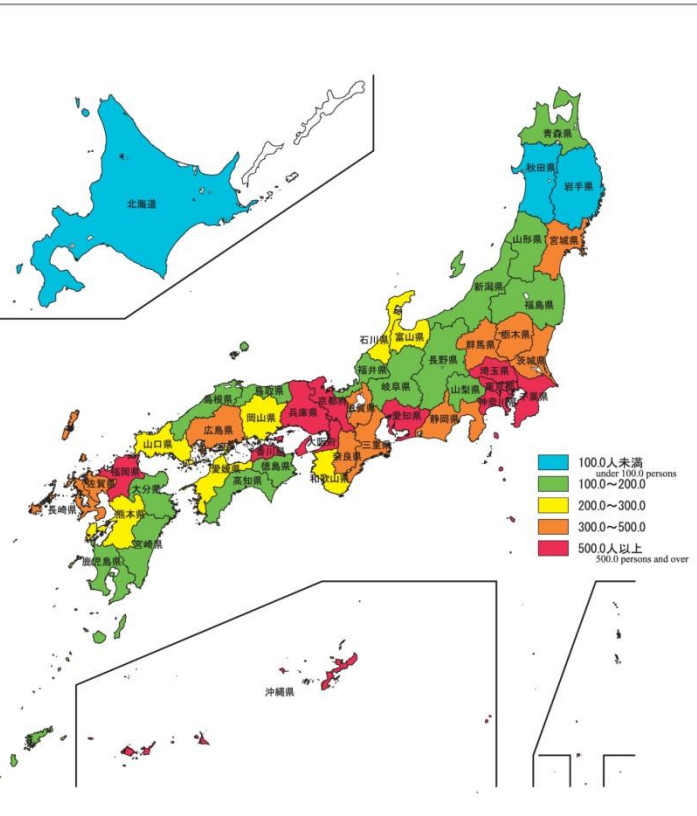 青森県
秋田県
岩手県
北海道
山形県
宮城県
新潟県
福島県
石川県
富山県
栃木県
群馬県
茨城県
長野県
福井県
埼玉県
岐阜県
山梨県
東京都
千葉県
神奈川県
鳥取県
島根県
京都府
滋賀県
兵庫県
愛知県
静岡県
岡山県
広島県
山口県
大阪府
三重県
香川県
奈良県
福岡県
愛媛県
徳島県
佐賀県
高知県
和歌山県
大分県
長崎県
熊本県
宮崎県
鹿児島県
沖縄県
100.0人未満
under 100.0 persons
100.0～200.0
200.0～300.0
300.0～500.0
500.0人以上
500.0 persons and over